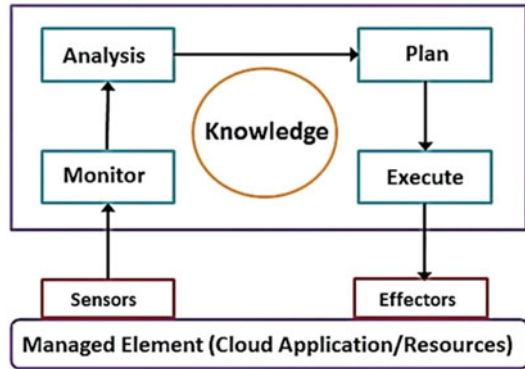 Analysis
Plan
Knowledge
Monitor
Execute
Sensors
Effectors
Managed Element (Cloud Application/Resources)